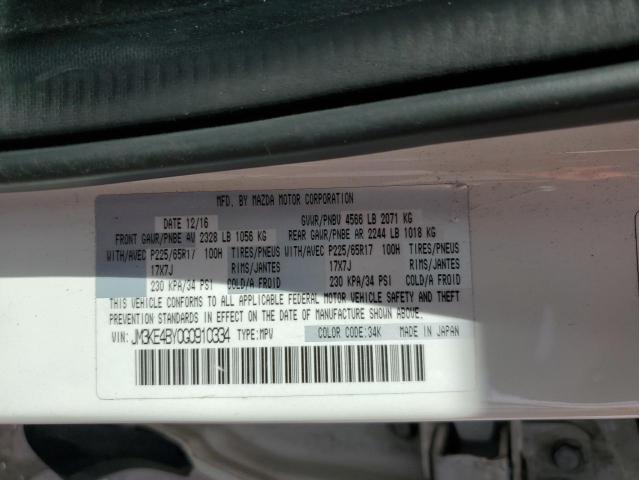 MFD. BY MAZDA MOTOR CORPORATION
DATE 12/16 GVWR/PNBV 4566 LB 2071 KG
FRONT GAWR/PNBE AV 2328 LB 1056 KG REAR GAWR/PNBE AR 2244 LB 1018 KG
WITH/AVEC P225/65R17 100H TIRES/PNEUS WITH/AVEC P225/65R17 100H TIRES/PNEUS
17X7J RIMS/JANTES 17X7J RIMS/JANTES
230 KPA/34 PSI COLD/A FROID 230 KPA/34 PSI COLD/A FROID
THIS VEHICLE CONFORMS TO ALL APPLICABLE FEDERAL MOTOR VEHICLE SAFETY AND THEFT
PREVENTION STANDARDS IN EFFECT ON THE DATE OF MANUFACTURE SHOWN ABOVE.
VIN: JM3KE4BY0G0910334 TYPE:MPV COLOR CODE:34K MADE IN JAPAN